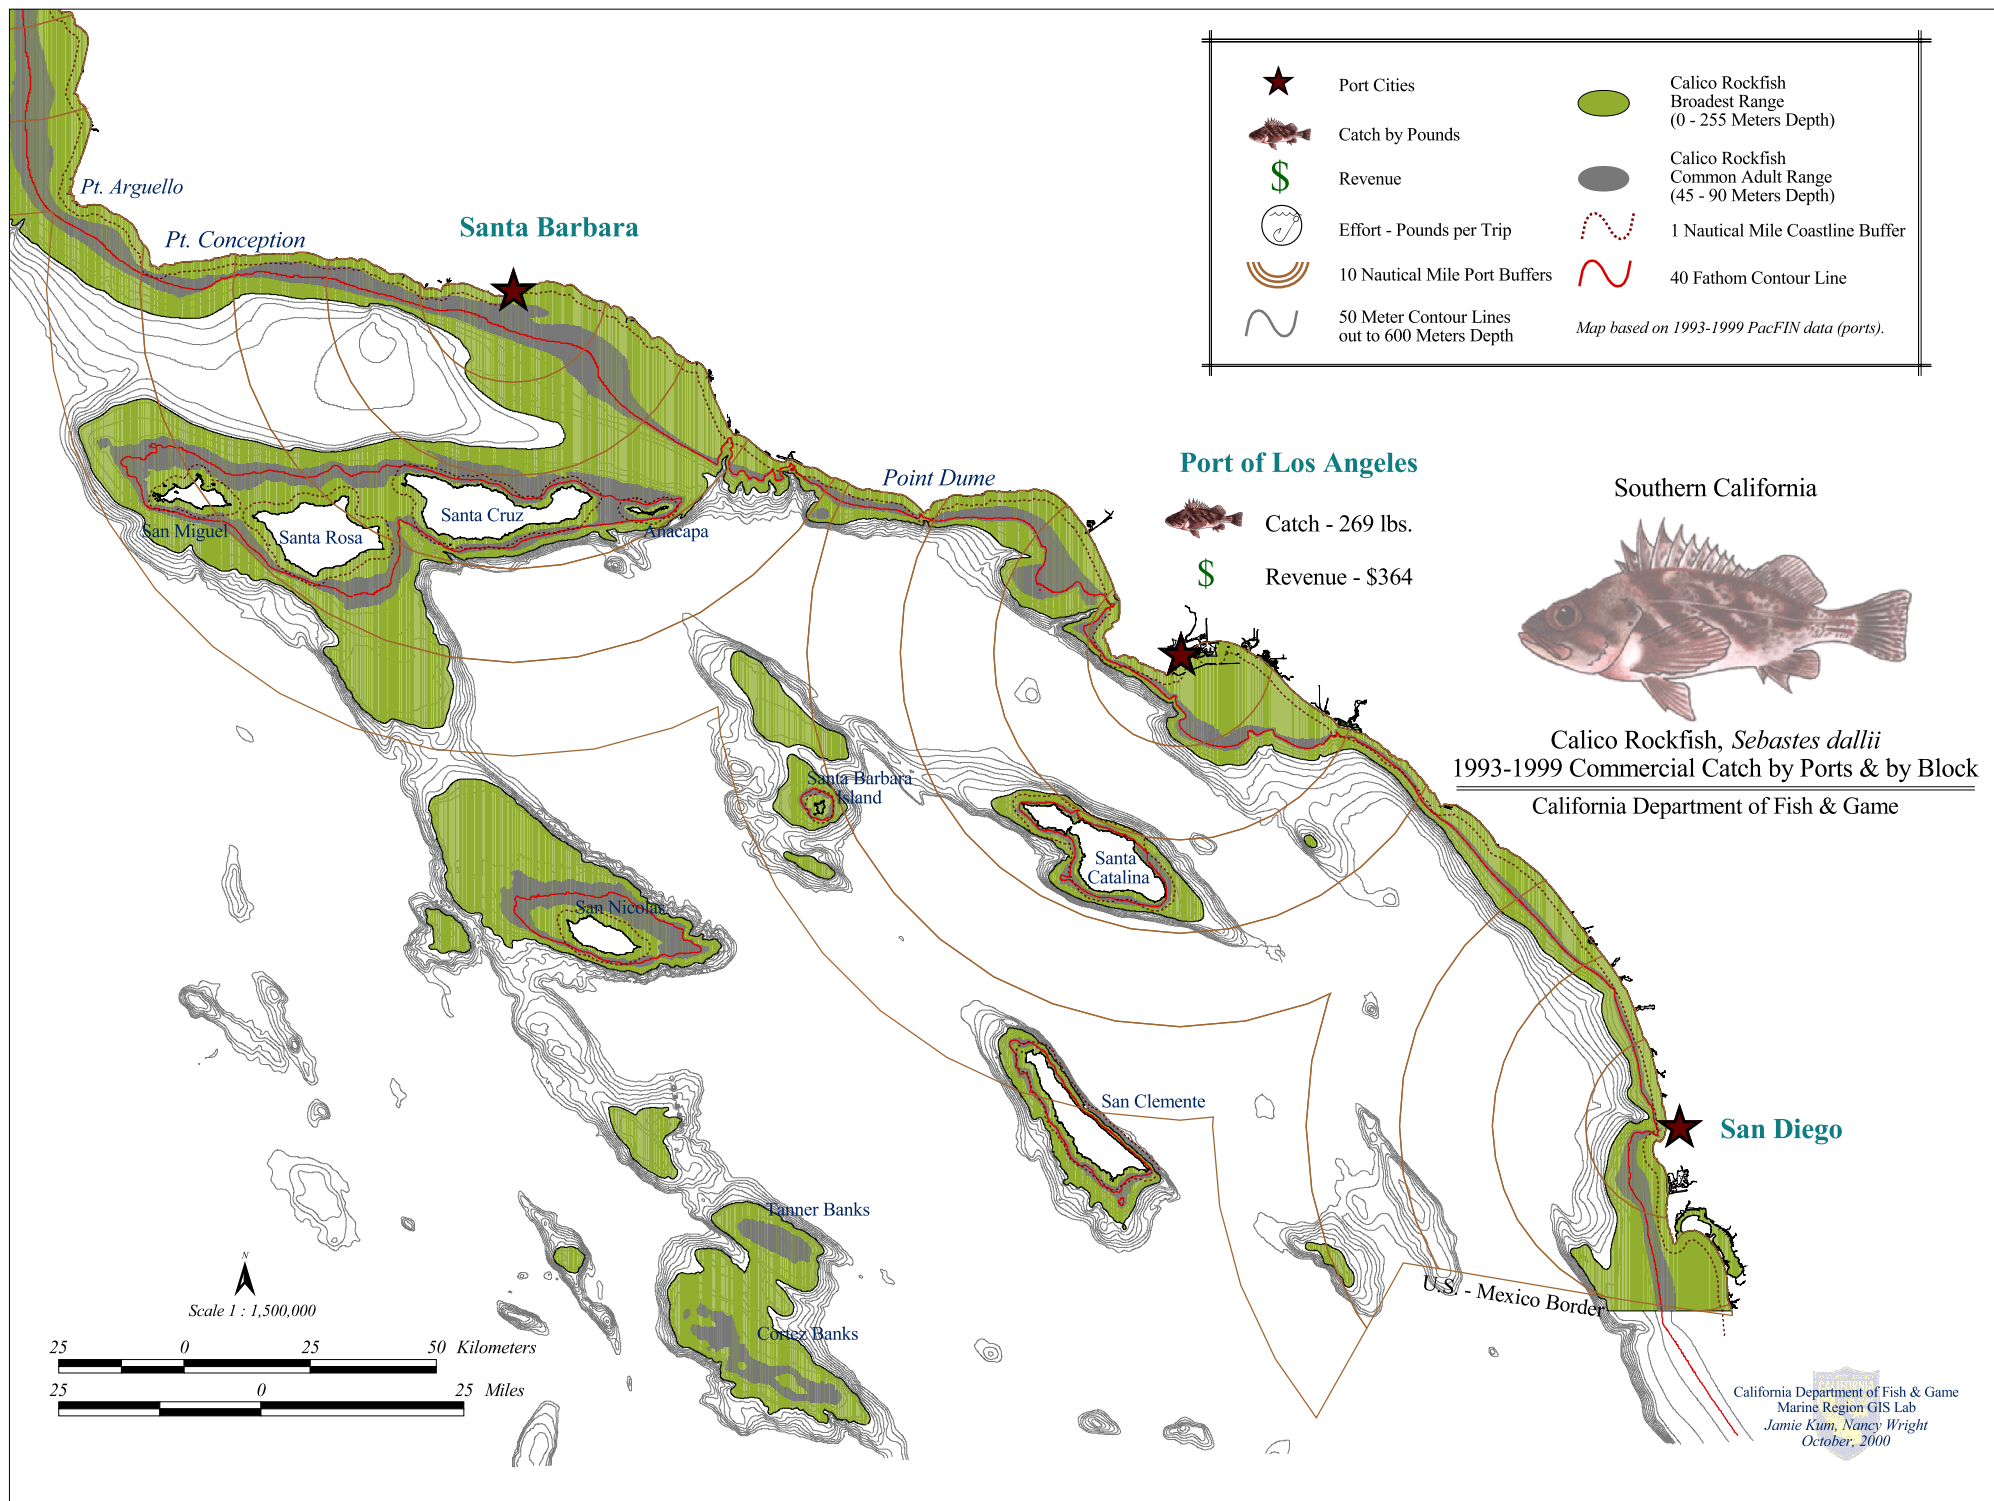 Port Cities
Catch by Pounds
$
Revenue
Effort - Pounds per Trip
10 Nautical Mile Port Buffers
50 Meter Contour Lines
out to 600 Meters Depth
Calico Rockfish
Broadest Range
(0 - 255 Meters Depth)
Calico Rockfish
Common Adult Range
(45 - 90 Meters Depth)
1 Nautical Mile Coastline Buffer
40 Fathom Contour Line
Map based on 1993-1999 PacFIN data (ports).
Pt. Arguello
Pt. Conception
Santa Barbara
Point Dume
Port of Los Angeles
Catch - 269 lbs.
$
Revenue - $364
Southern California
Calico Rockfish, Sebastes dallii
1993-1999 Commercial Catch by Ports & by Block
California Department of Fish & Game
San Miguel
Santa Rosa
Santa Cruz
Anacapa
Santa Barbara
Island
Santa
Catalina
San Nicolas
San Clemente
San Diego
Tanner Banks
Cortez Banks
U.S. - Mexico Border
N
Scale 1 : 1,500,000
25 0 25 50 Kilometers
25 0 25 Miles
California Department of Fish & Game
Marine Region GIS Lab
Jamie Kum, Nancy Wright
October, 2000